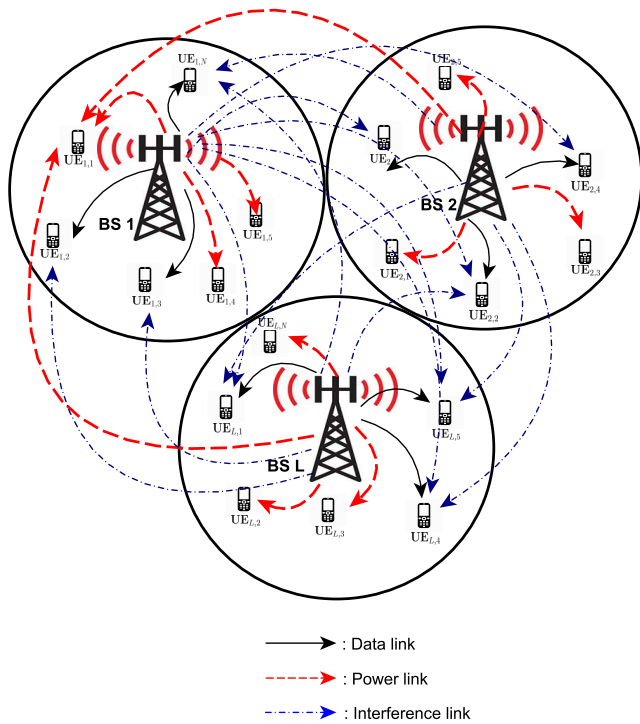 UE1,N
UE2,5
UE1,1
UE2
BS 1
BS 2
UE2,4
UE1,5
UE1,2
UE2,
UE2,3
UE1,3
UE1,4
UE2,2
UEL,N
UEL,1
UEL,5
BS L
UEL,2
UEL,3
UEL,4
: Data link
: Power link
: Interference link